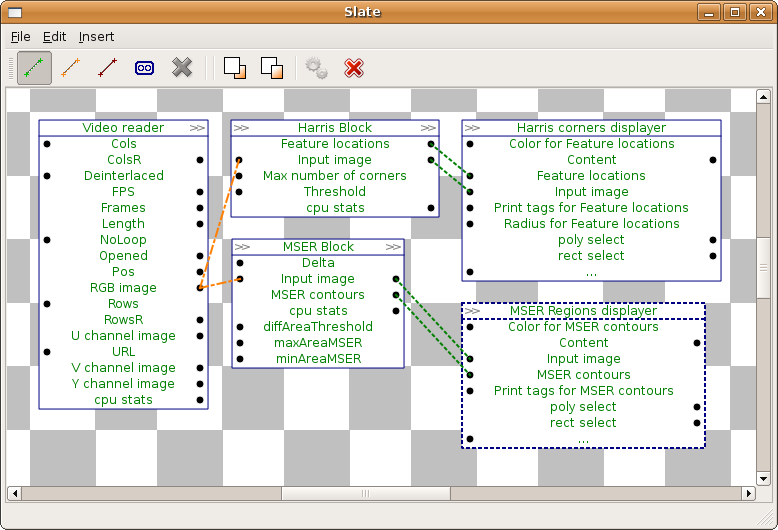 Slate
File Edit Insert
Video reader >>
Cols
ColsR
Deinterlaced
FPS
Frames
Length
NoLoop
Opened
Pos
RGB image
Rows
RowsR
U channel image
URL
V channel image
Y channel image
cpu stats
>> Harris Block >>
Feature locations
Input image
Max number of corners
Threshold
cpu stats
>> MSER Block >>
Delta
Input image
MSER contours
cpu stats
diffAreaThreshold
maxAreaMSER
minAreaMSER
>> Harris corners displayer
Color for Feature locations
Content
Feature locations
Input image
Print tags for Feature locations
Radius for Feature locations
poly select
rect select
...
>> MSER Regions displayer
Color for MSER contours
Content
Input image
MSER contours
Print tags for MSER contours
poly select
rect select
...